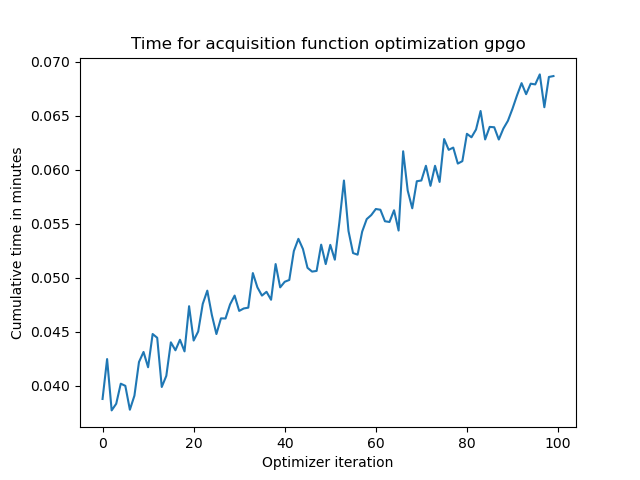 Time for acquisition function optimization gpgo
0.070
0.065
0.060
0.055
0.050
0.045
0.040
Cumulative time in minutes
0 20 40 60 80 100
Optimizer iteration